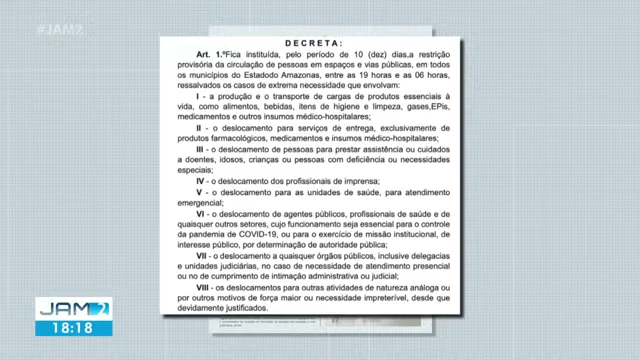 #JAM2
DECRETA:
Art. 1.ºFica instituída, pelo período de 10 (dez) dias,a restrição
provisória da circulação de pessoas em espaços e vias públicas, em todos
os municípios do Estadodo Amazonas, entre as 19 horas e as 06 horas,
ressalvados os casos de extrema necessidade que envolvam:
I - a produção e o transporte de cargas de produtos essenciais à
vida, como alimentos, bebidas, itens de higiene e limpeza, gases,EPIs,
medicamentos e outros insumos médico-hospitalares;
II - o deslocamento para serviços de entrega, exclusivamente de
produtos farmacológicos, medicamentos e insumos médico-hospitalares;
III - o deslocamento de pessoas para prestar assistência ou cuidados
a doentes, idosos, crianças ou pessoas com deficiência ou necessidades
especiais;
IV - o deslocamento dos profissionais de imprensa;
V - o deslocamento para as unidades de saúde, para atendimento
emergencial;
VI - o deslocamento de agentes públicos, profissionais de saúde e de
quaisquer outros setores, cujo funcionamento seja essencial para o controle
da pandemia de COVID-19, ou para o exercício de missão institucional, de
interesse público, por determinação de autoridade pública;
VII - o deslocamento a quaisquer órgãos públicos, inclusive delegacias
e unidades judiciárias, no caso de necessidade de atendimento presencial
ou no de cumprimento de intimação administrativa ou judicial;
VIII - os deslocamentos para outras atividades de natureza análoga ou
por outros motivos de força maior ou necessidade impreterível, desde que
devidamente justificados.
JAM2
18:18